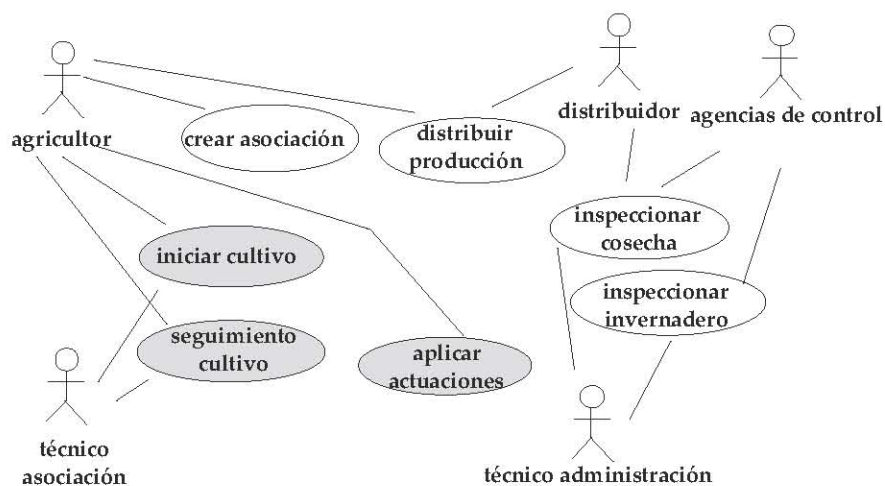 agricultor
crear asociación
distribuir
producción
distribuidor
agencias de control
inspeccionar
cosecha
iniciar cultivo
inspeccionar
invernadero
seguimiento
cultivo
aplicar
actuaciones
técnico
asociación
técnico administración